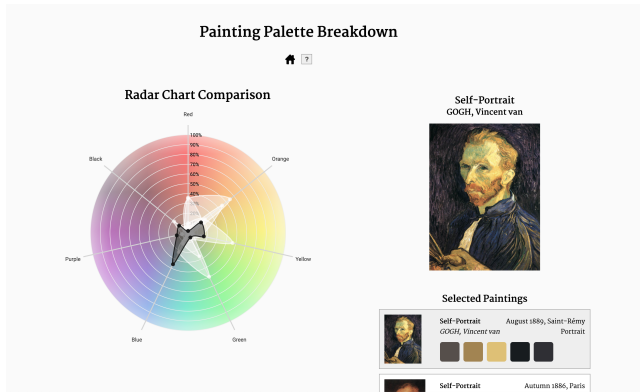 Painting Palette Breakdown
?
Radar Chart Comparison
Red
100%
90%
80%
70%
60%
50%
40%
30%
Orange
Yellow
Green
Blue
Purple
Black
Self-Portrait
GOGH, Vincent van
Selected Paintings
Self-Portrait August 1889, Saint-Rémy
GOGH, Vincent van Portrait
Self-Portrait Autumn 1886, Paris